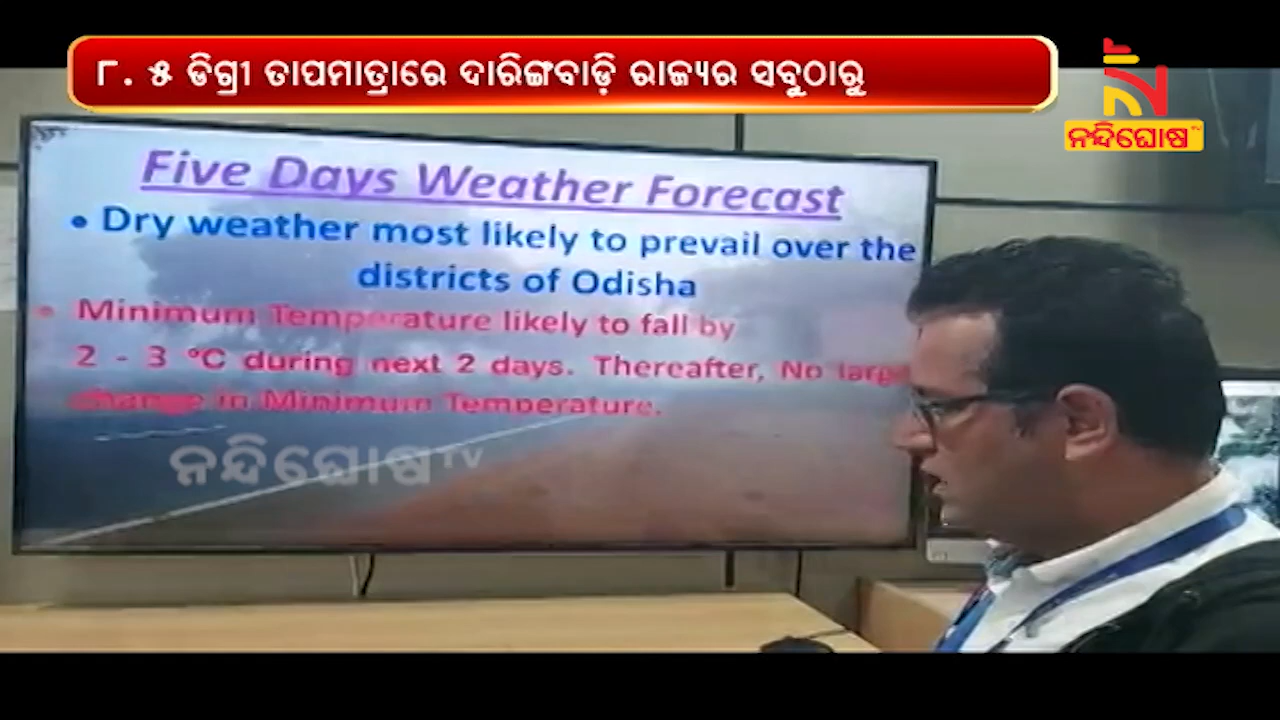 ୮. ୫ ଡିଗ୍ରୀ ତାପମାତ୍ରାରେ ଦାରିଙ୍ଗବାଡ଼ି ରାଜ୍ୟର ସବୁଠାରୁ
ନନ୍ଦିଘୋଷ TV
Five Days Weather Forecast
• Dry weather most likely to prevail over the
districts of Odisha
• Minimum Temperature likely to fall by
2 - 3 °C during next 2 days. Thereafter, No large
change in Minimum Temperature.
ନନ୍ଦିଘୋଷ TV